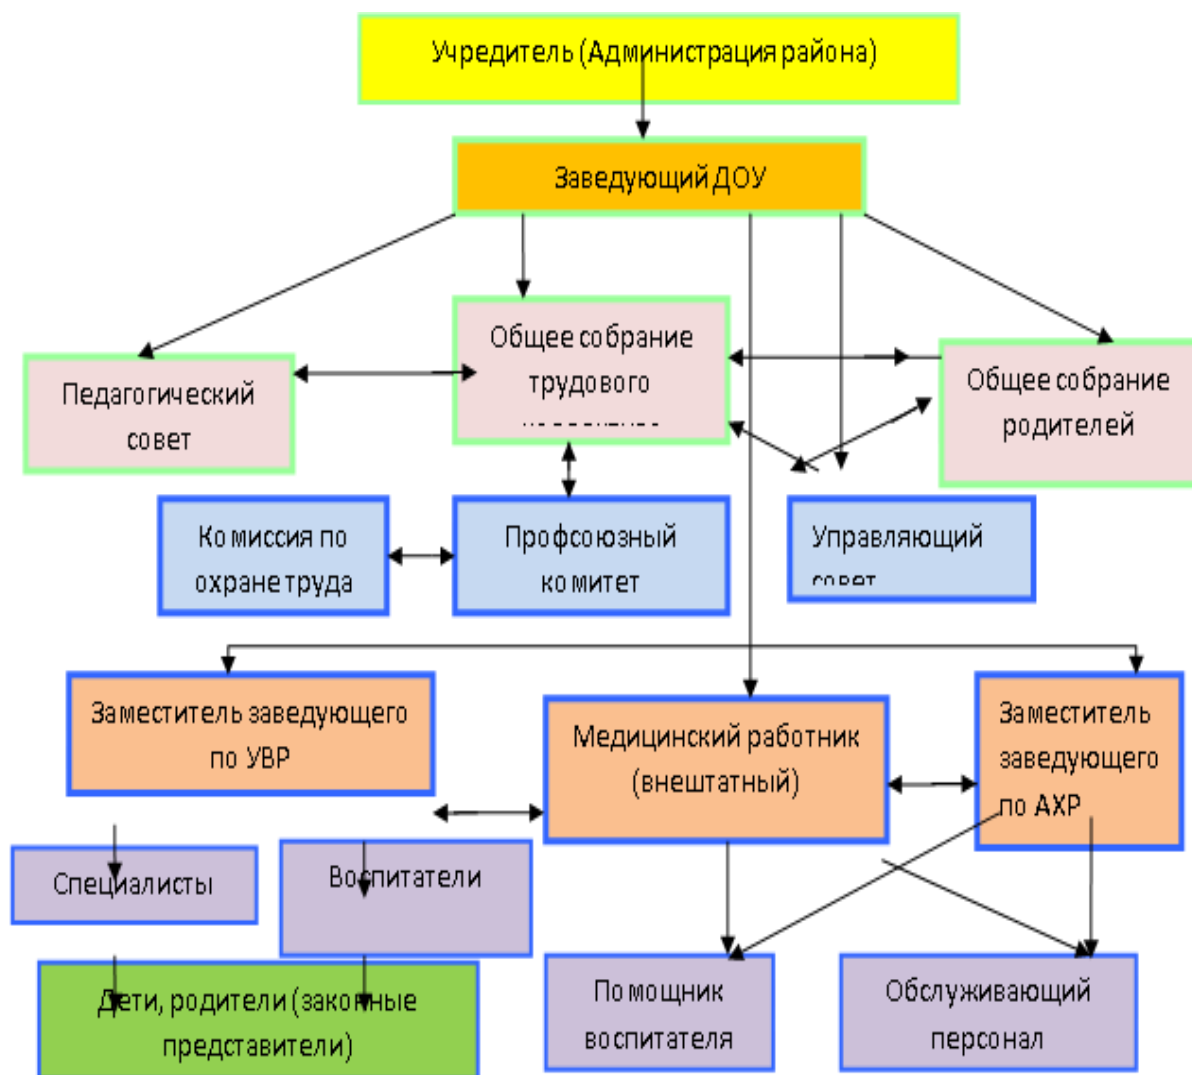 Учредитель (Администрация района)
Заведующий ДОУ
Общее собрание
трудового
Педагогический
совет
Общее собрание
родителей
Комиссия по
охране труда
Профсоюзный
комитет
Управляющий
совет
Заместитель заведующего
по УВР
Медицинский работник
(внештатный)
Заместитель
заведующего
по АХР
Специалисты
Воспитатели
Дети, родители (законные
представители)
Помощник
воспитателя
Обслуживающий
персонал